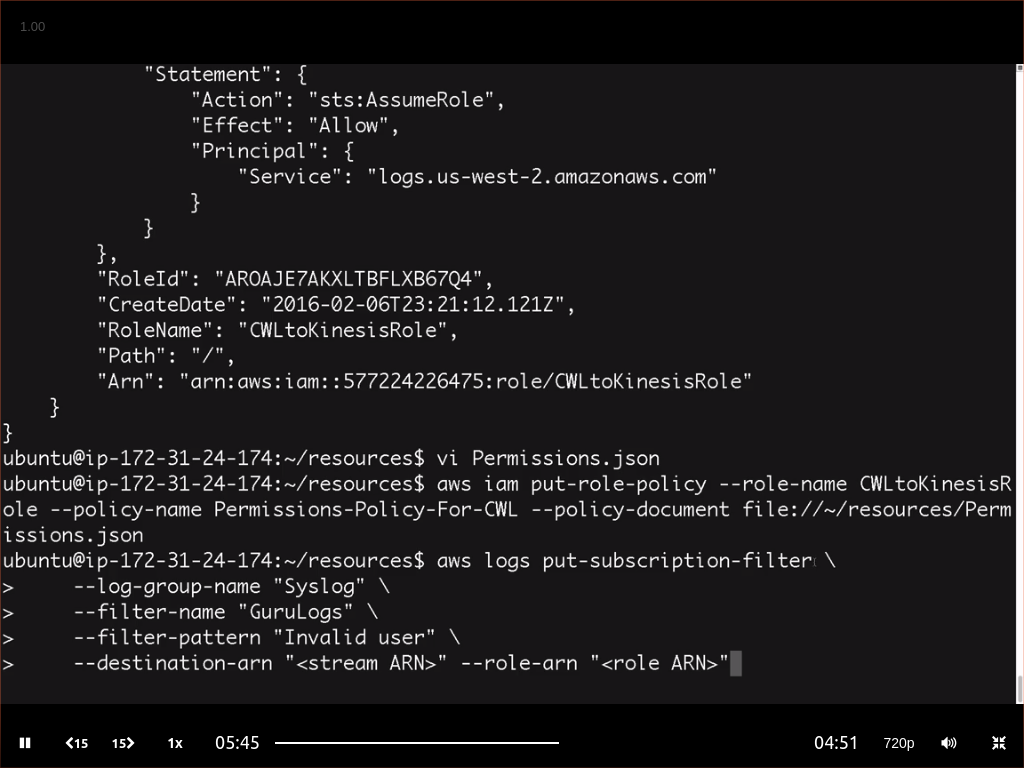 1.00
"Statement": {
"Action": "sts:AssumeRole",
"Effect": "Allow",
"Principal": {
"Service": "logs.us-west-2.amazonaws.com"
}
}
},
"RoleId": "AROAJE7AKXLTBFLXB67Q4",
"CreateDate": "2016-02-06T23:21:12.121Z",
"RoleName": "CWLtoKinesisRole",
"Path": "/",
"Arn": "arn:aws:iam::577224226475:role/CWLtoKinesisRole"
}
}
ubuntu@ip-172-31-24-174:~/resources$ vi Permissions.json
ubuntu@ip-172-31-24-174:~/resources$ aws iam put-role-policy --role-name CWLtoKinesisR
ole --policy-name Permissions-Policy-For-CWL --policy-document file://~/resources/Perm
issions.json
ubuntu@ip-172-31-24-174:~/resources$ aws logs put-subscription-filter \
> --log-group-name "Syslog" \
> --filter-name "GuruLogs" \
> --filter-pattern "Invalid user" \
> --destination-arn "<stream ARN>" --role-arn "<role ARN>"
15 15 1x 05:45 04:51 720p